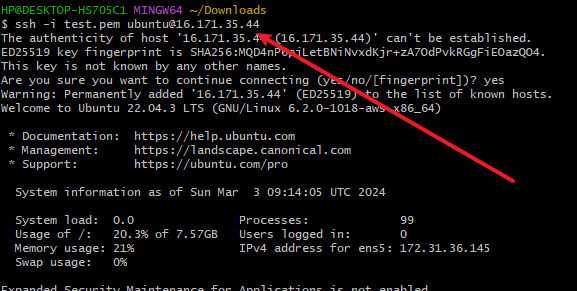 HP@DESKTOP-HS705C1 MINGW64 ~/Downloads
$ ssh -i test.pem ubuntu@16.171.35.44
The authenticity of host '16.171.35.44 (16.171.35.44)' can't be established.
ED25519 key fingerprint is
This key is not known by any other names.
Are you sure you want to continue connecting (yes/no/[fingerprint])? yes
Warning: Permanently added '16.171.35.44' (ED25519) to the list of known hosts.
Welcome to Ubuntu 22.04.3 LTS (GNU/Linux 6.2.0-1018-aws x86_64)
* Documentation: https://help.ubuntu.com
* Management: https://landscape.canonical.com
* Support: https://ubuntu.com/pro
System information as of Sun Mar 3 09:14:05 UTC 2024
System load: 0.0 Processes: 99
Usage of /: 20.3% of 7.57GB Users logged in: 0
Memory usage: 21% IPv4 address for ens5: 172.31.36.145
Swap usage: 0%
Expanded Security Maintenance for Applications is not enabled